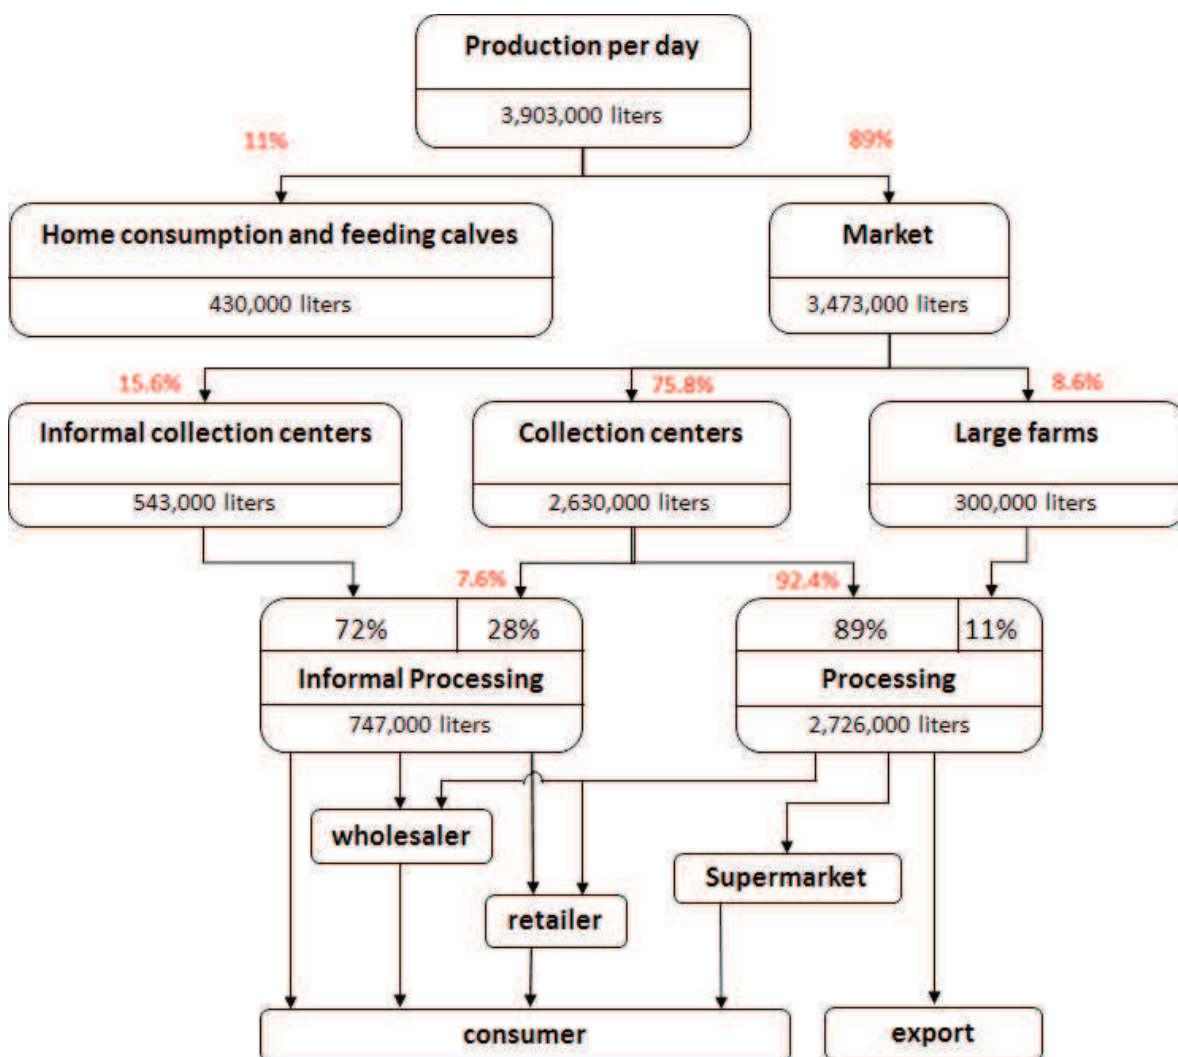 Production per day
3,903,000 liters
11%
89%
Home consumption and feeding calves
430,000 liters
Market
3,473,000 liters
15.6%
75.8%
8.6%
Informal collection centers
543,000 liters
Collection centers
2,630,000 liters
Large farms
300,000 liters
7.6%
92.4%
72%
28%
Informal Processing
747,000 liters
89%
11%
Processing
2,726,000 liters
wholesaler
Supermarket
retailer
consumer
export